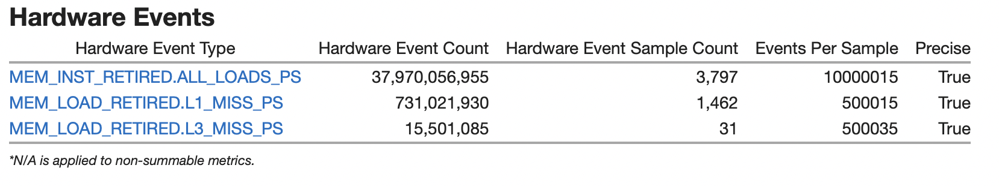 Hardware Events
Hardware Event Type Hardware Event Count Hardware Event Sample Count Events Per Sample Precise
MEM_INST_RETIRED.ALL_LOADS_PS 37,970,056,955 3,797 10000015 True
MEM_LOAD_RETIRED.L1_MISS_PS 731,021,930 1,462 500015 True
MEM_LOAD_RETIRED.L3_MISS_PS 15,501,085 31 500035 True
*N/A is applied to non-summable metrics.